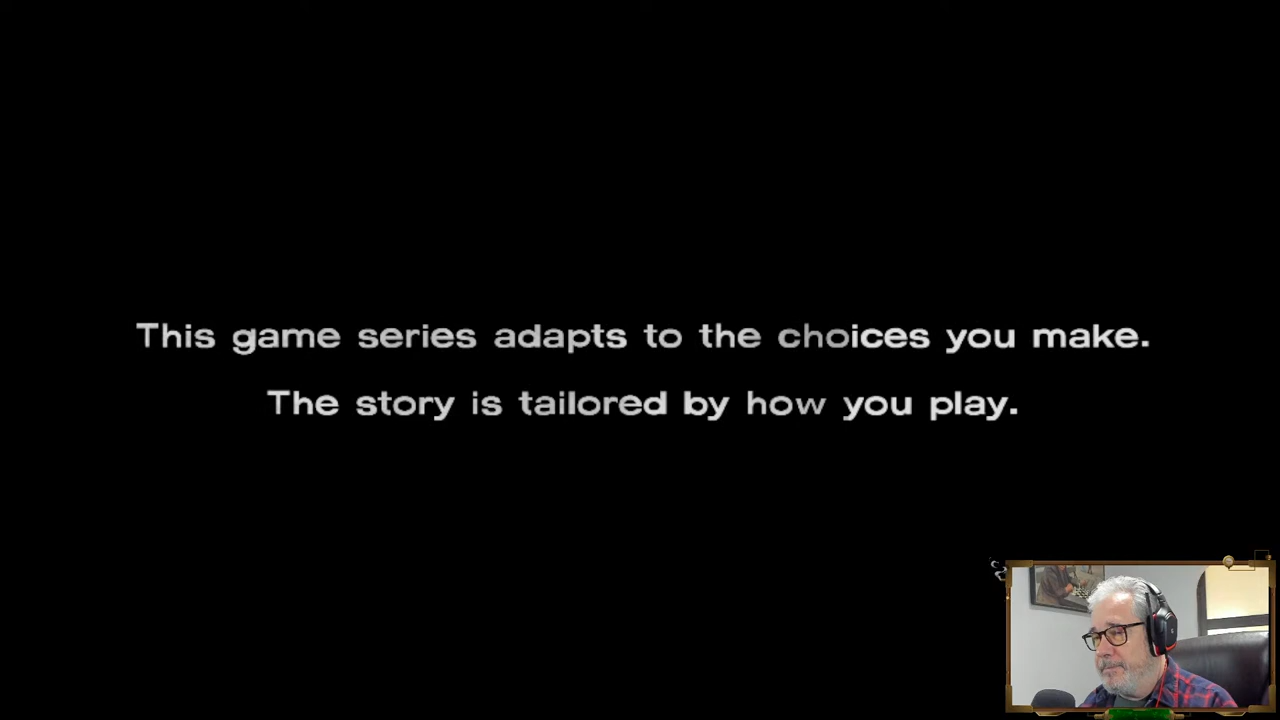 This game series adapts to the choices you make.
The story is tailored by how you play.